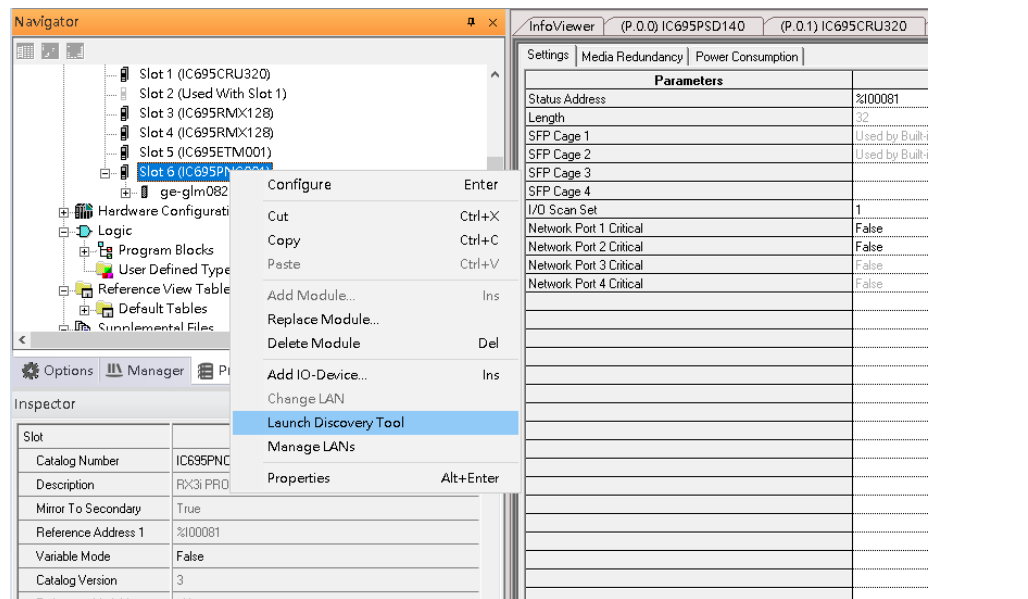 Navigator
Slot 1 (IC695CRU320)
Slot 2 (Used With Slot 1)
Slot 3 (IC695RMX128)
Slot 4 (IC695RMX128)
Slot 5 (IC695ETM001)
Slot 6 (IC695PNC001)
ge-glm082
Hardware Configurati
Logic
Program Blocks
User Defined Type
Reference View Table
Default Tables
Supplemental Files
Options
Manager
Inspector
Slot
Catalog Number IC695PNC
Description RX3i PRO
Mirror To Secondary True
Reference Address 1 %I00081
Variable Mode False
Catalog Version 3
Configure Enter
Cut Ctrl+X
Copy Ctrl+C
Paste Ctrl+V
Add Module... Ins
Replace Module...
Delete Module Del
Add IO-Device... Ins
Change LAN
Launch Discovery Tool
Manage LANs
Properties Alt+Enter
InfoViewer (P.0.0) IC695PSD140 (P.0.1) IC695CRU320
Settings Media Redundancy Power Consumption
Parameters
Status Address %I00081
Length 32
SFP Cage 1 Used by Built-i
SFP Cage 2 Used by Built-i
SFP Cage 3
SFP Cage 4
I/O Scan Set 1
Network Port 1 Critical False
Network Port 2 Critical False
Network Port 3 Critical False
Network Port 4 Critical False